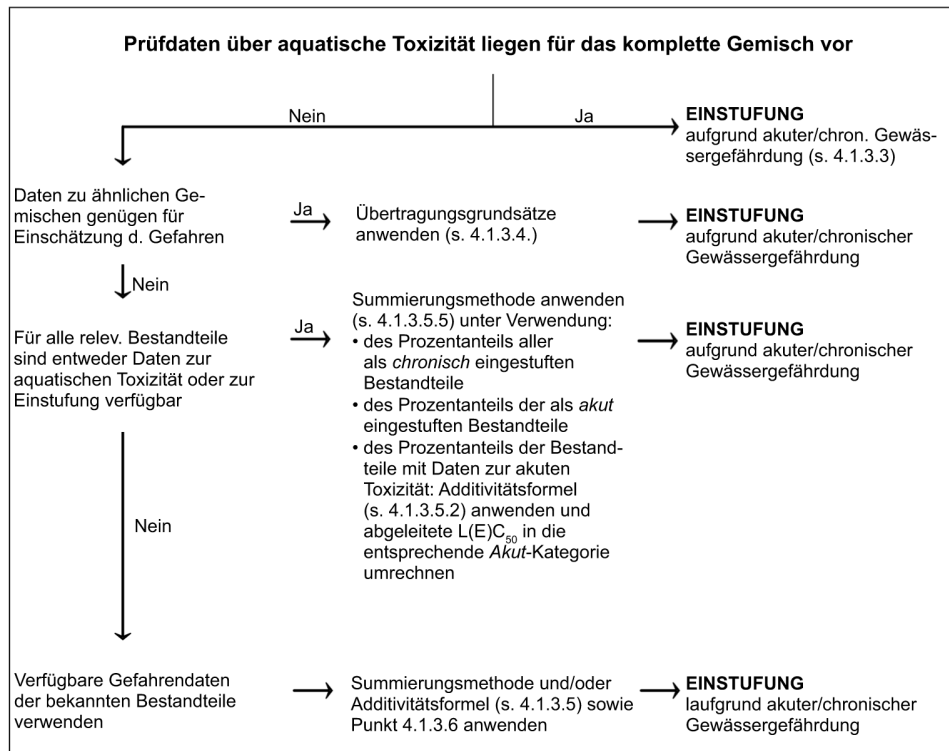 Prüfdaten über aquatische Toxizität liegen für das komplette Gemisch vor
Nein
Ja
EINSTUFUNG
aufgrund akuter/chron. Gewäs-
sergefährdung (s. 4.1.3.3)
Daten zu ähnlichen Ge-
mischen genügen für
Einschätzung d. Gefahren
Ja
Übertragungsgrundsätze
anwenden (s. 4.1.3.4.)
EINSTUFUNG
aufgrund akuter/chronischer
Gewässergefährdung
Nein
Für alle relev. Bestandteile
sind entweder Daten zur
aquatischen Toxizität oder zur
Einstufung verfügbar
Ja
Summierungsmethode anwenden
(s. 4.1.3.5.5) unter Verwendung:
• des Prozentanteils aller
als chronisch eingestuften
Bestandteile
• des Prozentanteils der als akut
eingestuften Bestandteile
• des Prozentanteils der Bestand-
teile mit Daten zur akuten
Toxizität: Additivitätsformel
(s. 4.1.3.5.2) anwenden und
abgeleitete L(E)C50 in die
entsprechende Akut-Kategorie
umrechnen
EINSTUFUNG
aufgrund akuter/chronischer
Gewässergefährdung
Nein
Verfügbare Gefahrendaten
der bekannten Bestandteile
verwenden
Summierungsmethode und/oder
Additivitätsformel (s. 4.1.3.5) sowie
Punkt 4.1.3.6 anwenden
EINSTUFUNG
laufgrund akuter/chronischer
Gewässergefährdung